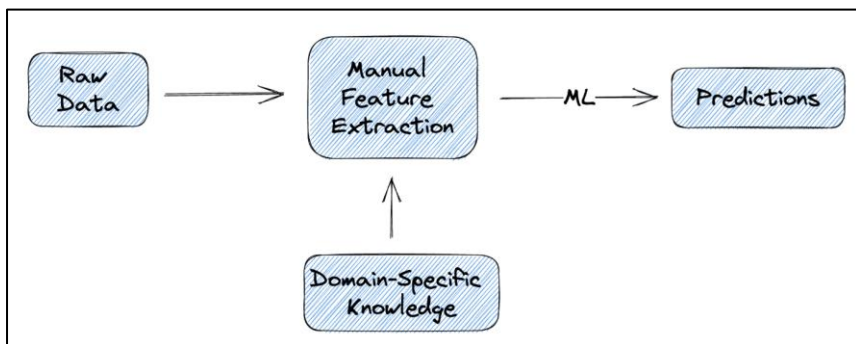 Raw
Data
Manual
Feature
Extraction
ML
Predictions
Domain-Specific
Knowledge